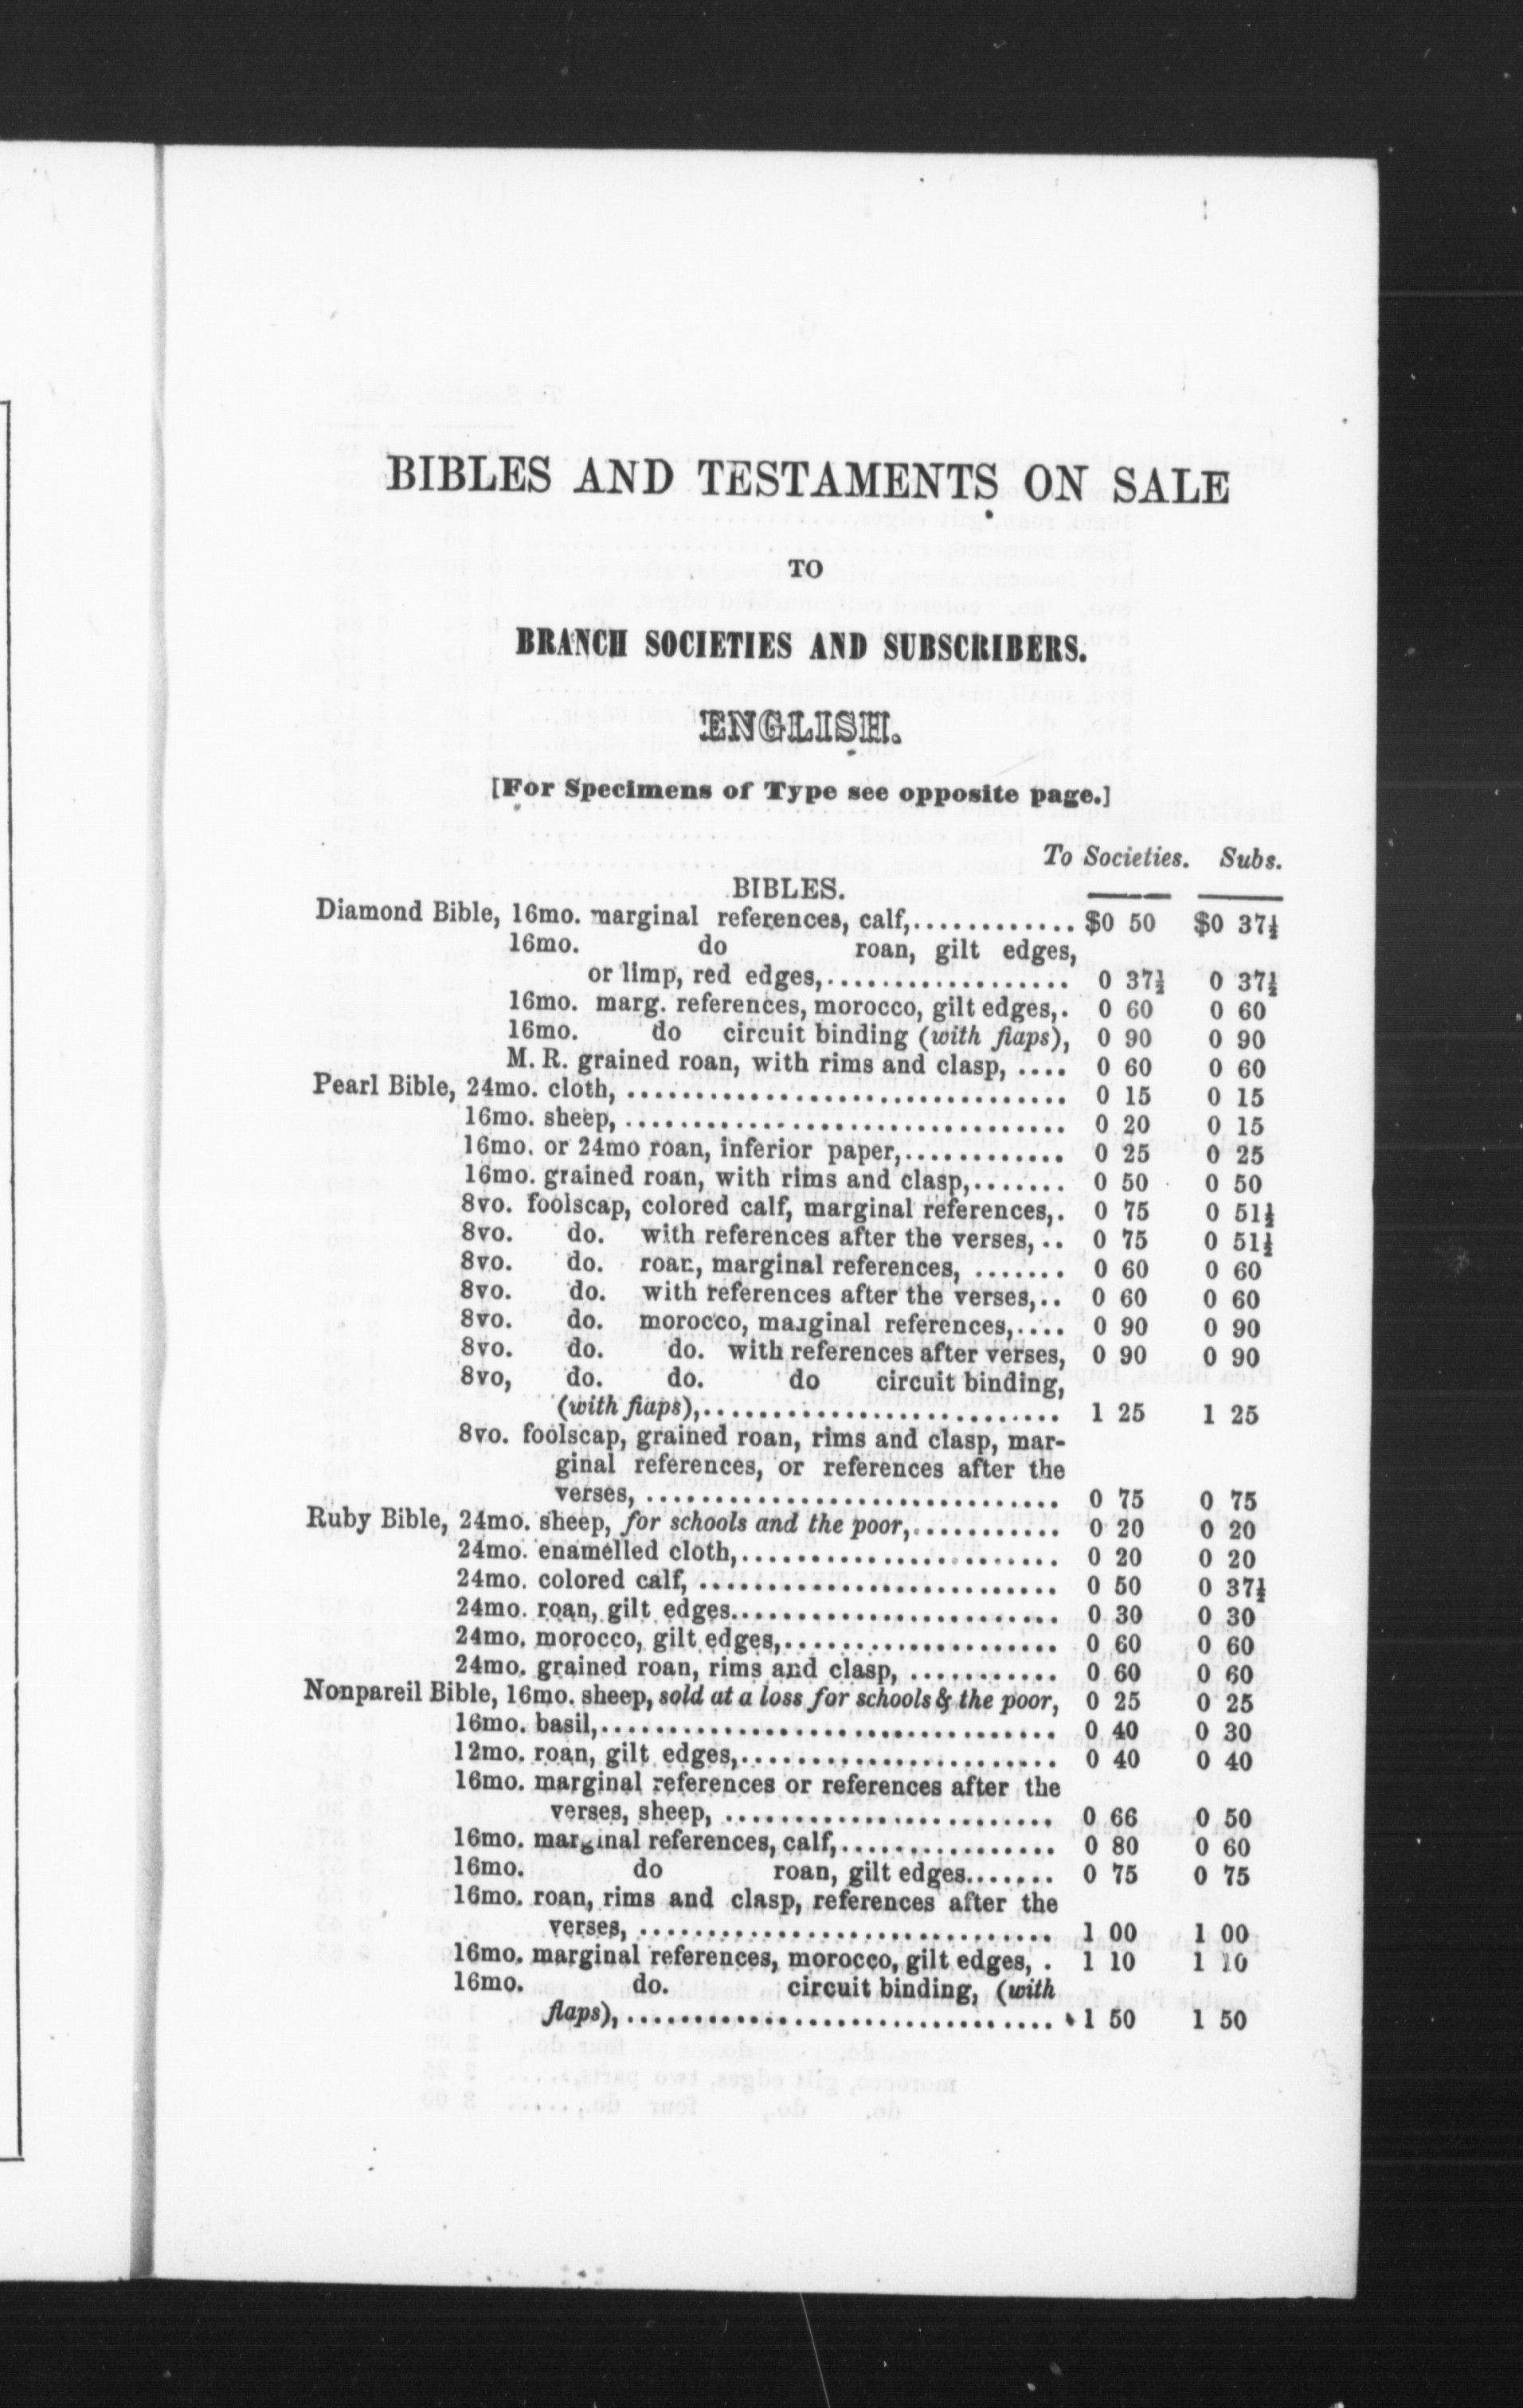 BIBLES AND TESTAMENTS ON SALE
TO
BRANCH SOCIETIES AND SUBSCRIBERS.
ENGLISH.
[For Specimens of Type see opposite page.]
To Societies. Subs.
BIBLES.
Diamond Bible, 16mo. marginal references, calf,............ $0 50 $0 37½
16mo. do roan, gilt edges,
or limp, red edges,.................. 0 37½ 0 37½
16mo. marg. references, morocco, gilt edges,. 0 60 0 60
16mo. do circuit binding (with flaps), 0 90 0 90
M. R. grained roan, with rims and clasp, .... 0 60 0 60
Pearl Bible, 24mo. cloth, ................................ 0 15 0 15
16mo. sheep, ................................ 0 20 0 15
16mo. or 24mo roan, inferior paper,............ 0 25 0 25
16mo. grained roan, with rims and clasp,....... 0 50 0 50
8vo. foolscap, colored calf, marginal references,. 0 75 0 51½
8vo. do. with references after the verses, .. 0 75 0 51½
8vo. do. roan, marginal references, ....... 0 60 0 60
8vo. do. with references after the verses,.. 0 60 0 60
8vo. do. morocco, marginal references,.... 0 90 0 90
8vo. do. do. with references after verses, 0 90 0 90
8vo, do. do. do circuit binding,
(with flaps),.......................... 1 25 1 25
8vo. foolscap, grained roan, rims and clasp, mar-
ginal references, or references after the
verses, .............................. 0 75 0 75
Ruby Bible, 24mo. sheep, for schools and the poor,........... 0 20 0 20
24mo. enamelled cloth,....................... 0 20 0 20
24mo. colored calf, .......................... 0 50 0 37½
24mo. roan, gilt edges........................ 0 30 0 30
24mo. morocco, gilt edges,.................... 0 60 0 60
24mo. grained roan, rims and clasp, ........... 0 60 0 60
Nonpareil Bible, 16mo. sheep, sold at a loss for schools & the poor, 0 25 0 25
16mo. basil,................................. 0 40 0 30
12mo. roan, gilt edges,....................... 0 40 0 40
16mo. marginal references or references after the
verses, sheep, ........................ 0 66 0 50
16mo. marginal references, calf,................ 0 80 0 60
16mo. do roan, gilt edges....... 0 75 0 75
16mo. roan, rims and clasp, references after the
verses, .............................. 1 00 1 00
16mo. marginal references, morocco, gilt edges, . 1 10 1 10
16mo. do. circuit binding, (with
flaps), ............................... 1 50 1 50